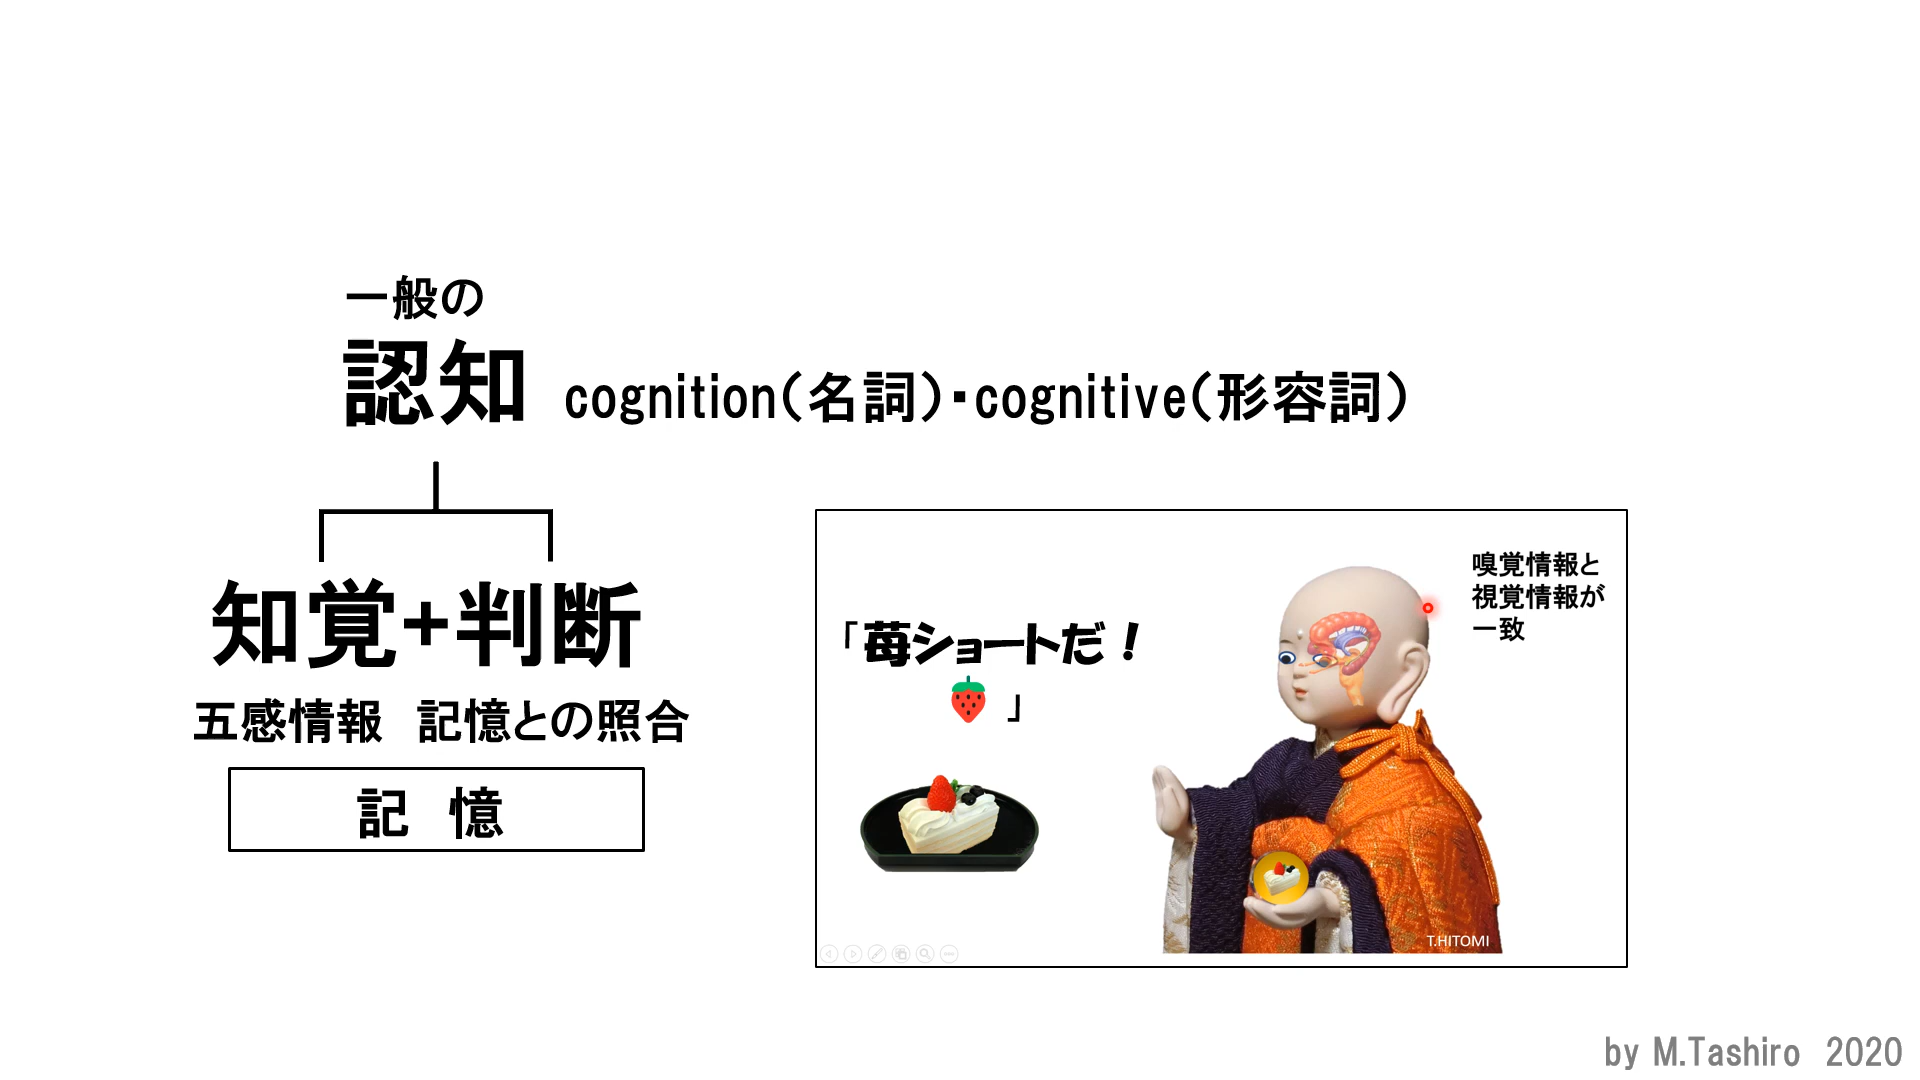 一般の
認知 cognition(名詞)・cognitive(形容詞)
知覚+判断
五感情報　記憶との照合
記　憶
「苺ショートだ！
」
嗅覚情報と
視覚情報が
一致
T.HITOMI
by M.Tashiro　2020